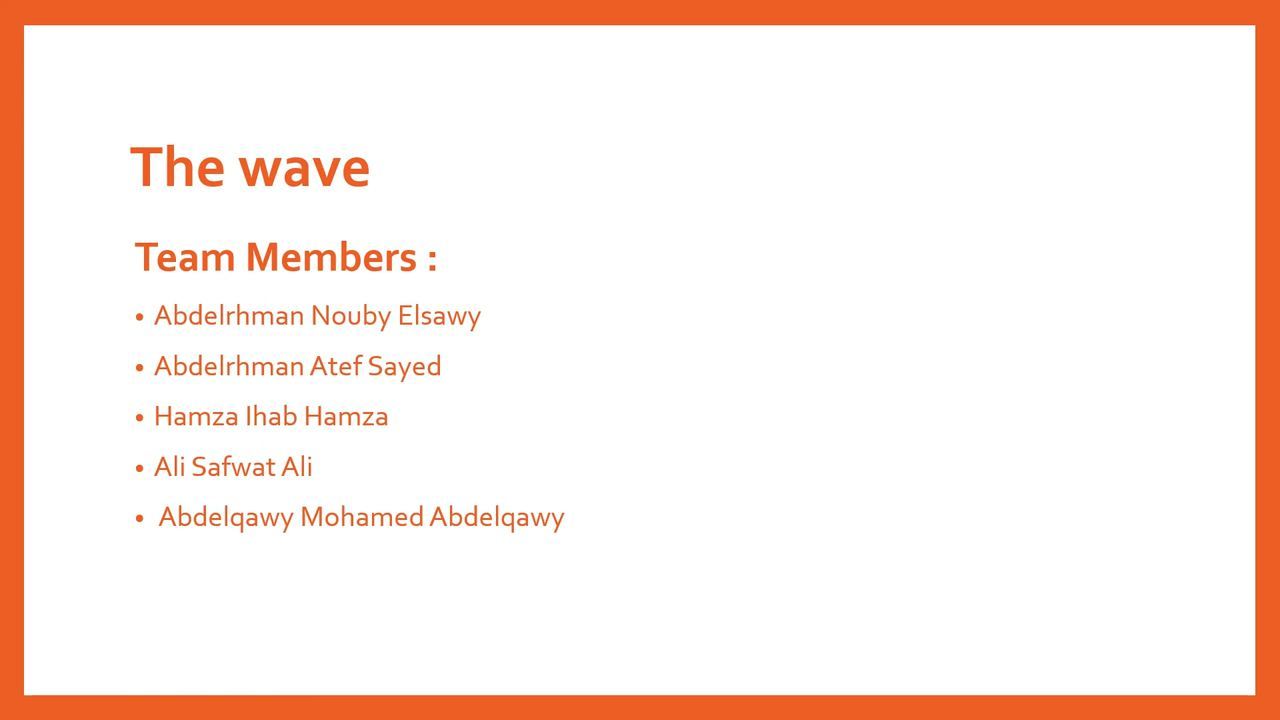 The wave
Team Members :
• Abdelrhman Nouby Elsawy
• Abdelrhman Atef Sayed
• Hamza Ihab Hamza
• Ali Safwat Ali
• Abdelqawy Mohamed Abdelqawy